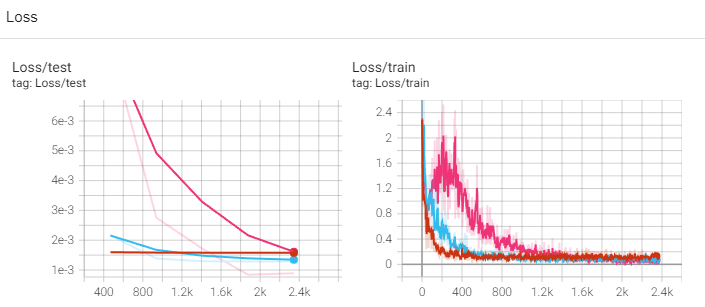 Loss
Loss/test
tag: Loss/test
6e-3
5e-3
4e-3
3e-3
2e-3
1e-3
400 800 1.2k 1.6k 2k 2.4k
Loss/train
tag: Loss/train
2.4
2
1.6
1.2
0.8
0.4
0
0 400 800 1.2k 1.6k 2k 2.4k